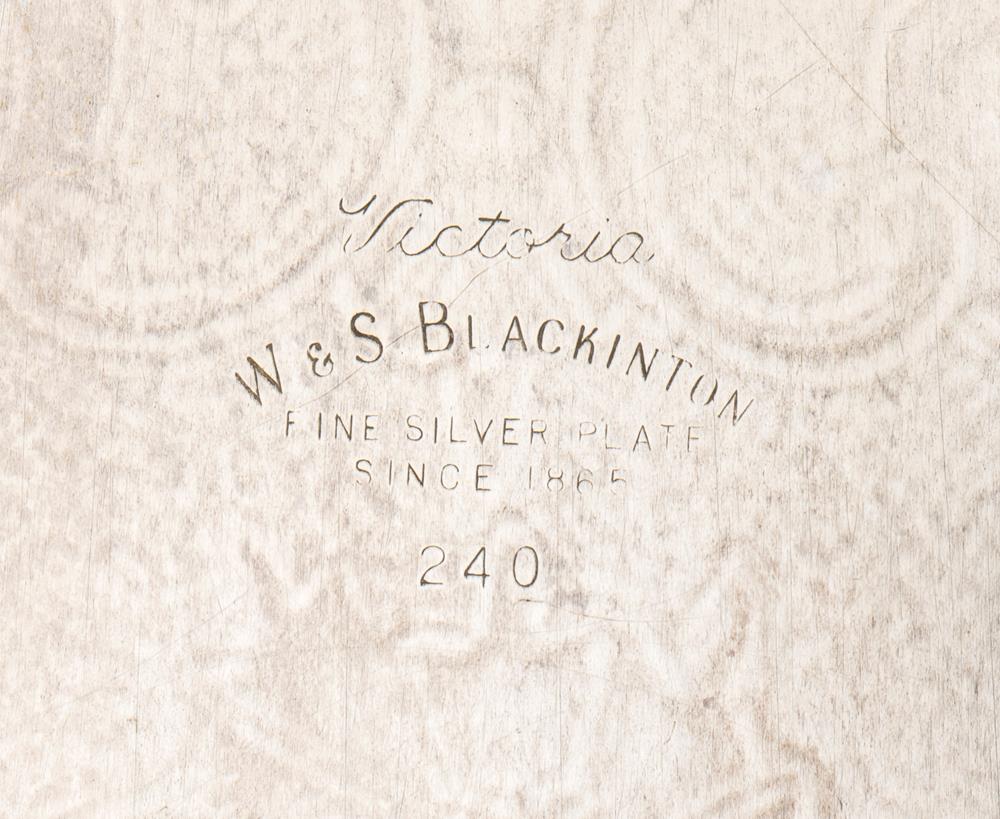 Victoria
W & S BLACKINTON
FINE SILVER PLATE
SINCE 1865
240